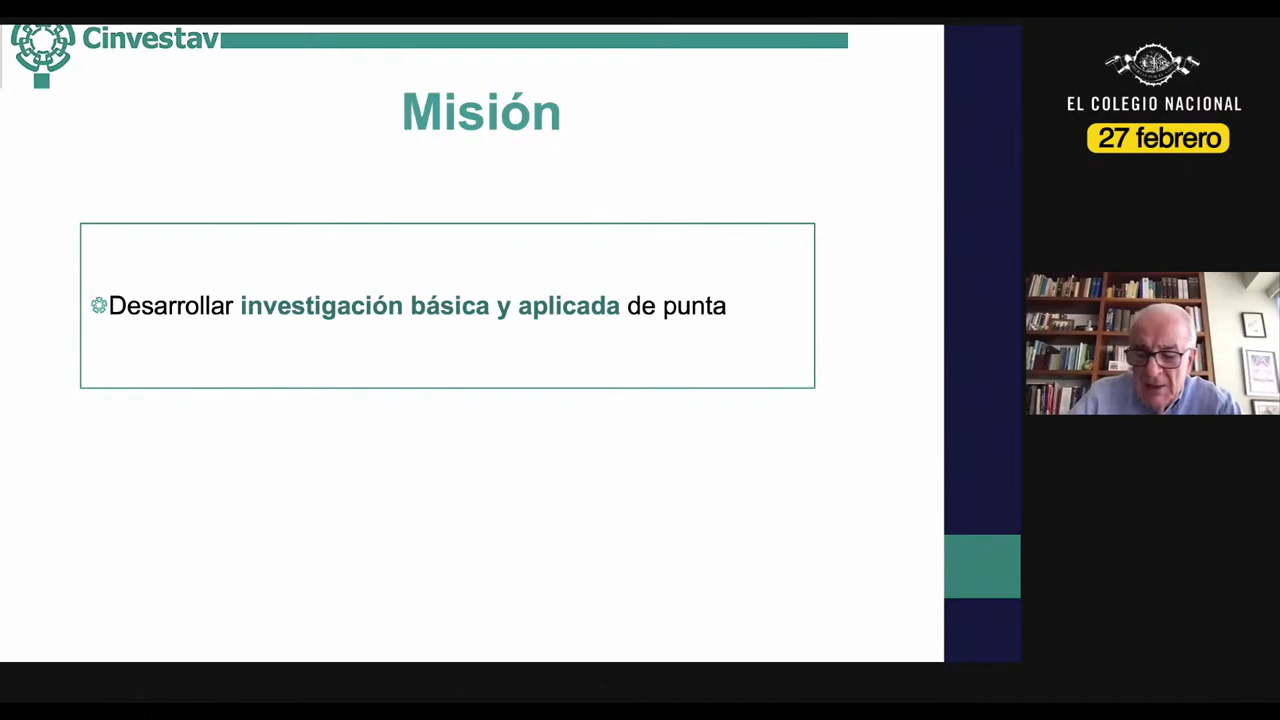 Cinvestav
Misión
Desarrollar investigación básica y aplicada de punta
EL COLEGIO NACIONAL
27 febrero